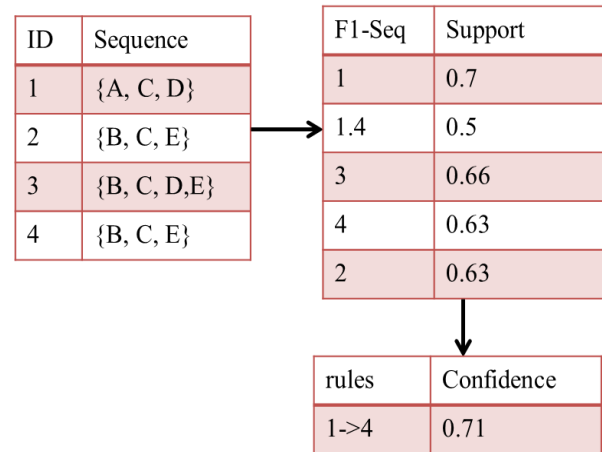 ID Sequence
1 {A, C, D}
2 {B, C, E}
3 {B, C, D,E}
4 {B, C, E}
F1-Seq Support
1 0.7
1.4 0.5
3 0.66
4 0.63
2 0.63
rules Confidence
1->4 0.71